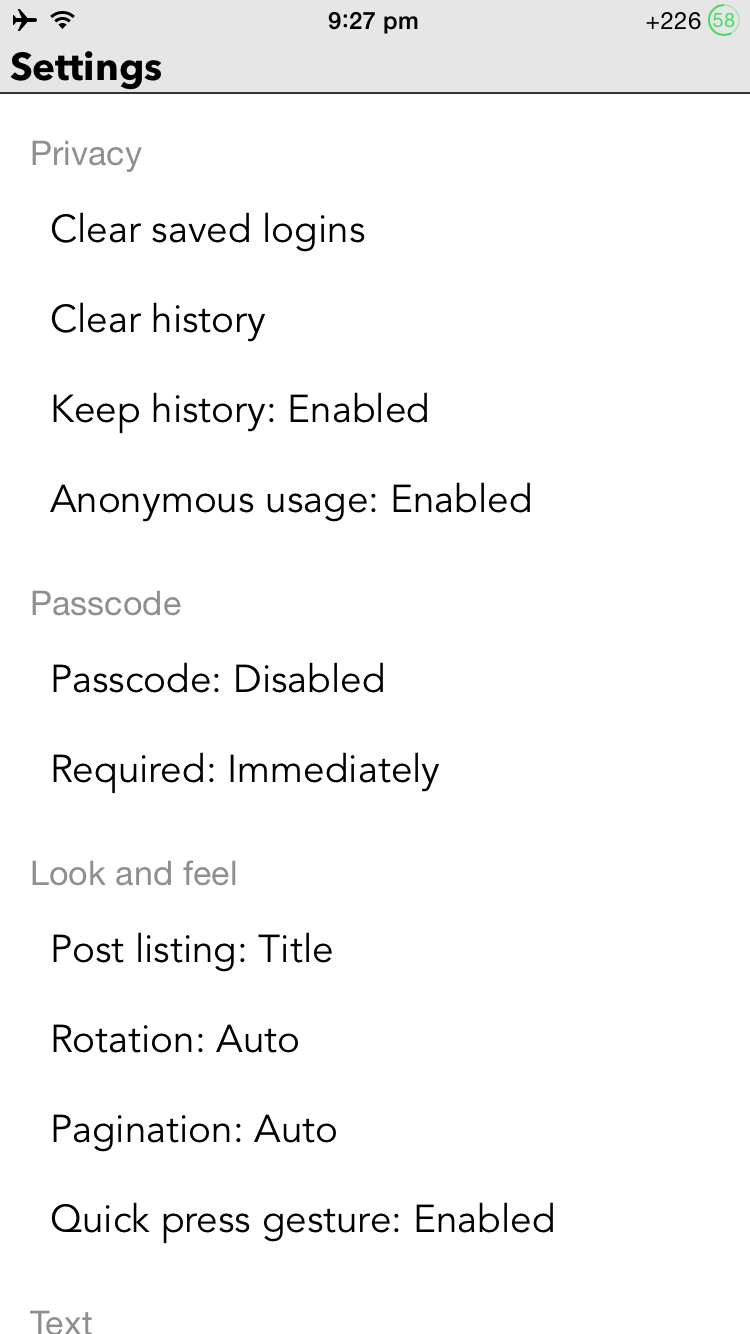 9:27 pm +226 58
Settings
Privacy
Clear saved logins
Clear history
Keep history: Enabled
Anonymous usage: Enabled
Passcode
Passcode: Disabled
Required: Immediately
Look and feel
Post listing: Title
Rotation: Auto
Pagination: Auto
Quick press gesture: Enabled
Text